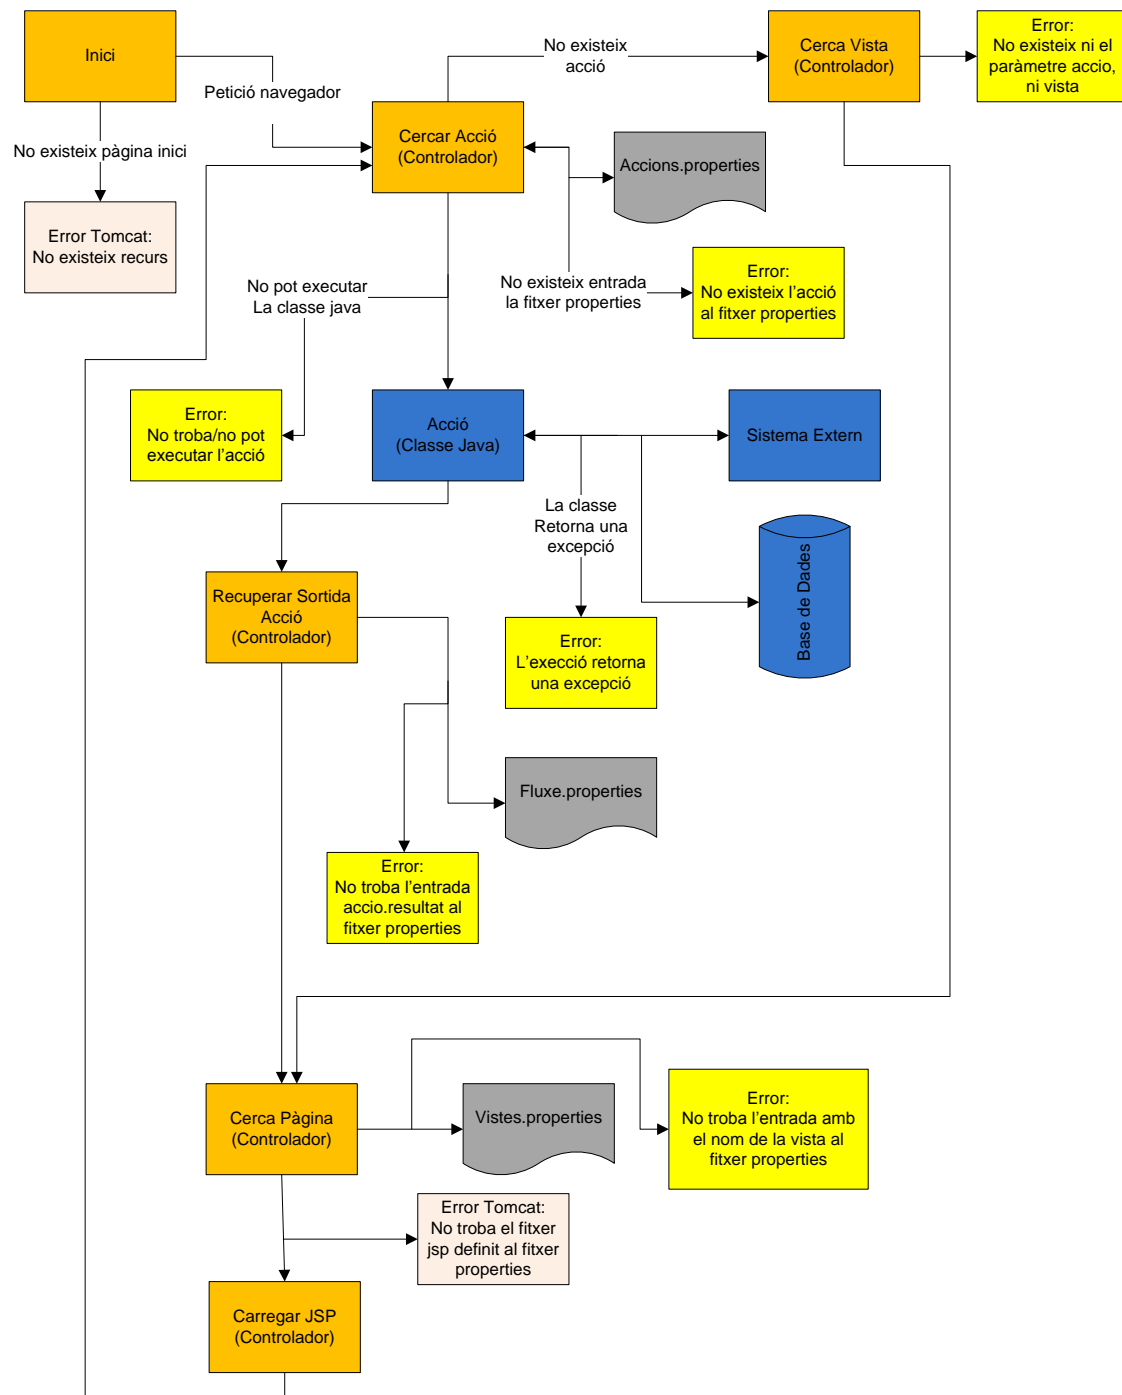 Inici
No existeix
acció
Cerca Vista
(Controlador)
Error:
No existeix ni el
paràmetre accio,
ni vista
Petició navegador
No existeix pàgina inici
Cercar Acció
(Controlador)
Accions.properties
Error Tomcat:
No existeix recurs
No pot executar
La classe java
No existeix entrada
la fitxer properties
Error:
No existeix l’acció
al fitxer properties
Error:
No troba/no pot
executar l’acció
Acció
(Classe Java)
Sistema Extern
La classe
Retorna una
excepció
Base de Dades
Recuperar Sortida
Acció
(Controlador)
Error:
L’execció retorna
una excepció
Fluxe.properties
Error:
No troba l’entrada
accio.resultat al
fitxer properties
Cerca Pàgina
(Controlador)
Vistes.properties
Error:
No troba l’entrada amb
el nom de la vista al
fitxer properties
Error Tomcat:
No troba el fitxer
jsp definit al fitxer
properties
Carregar JSP
(Controlador)